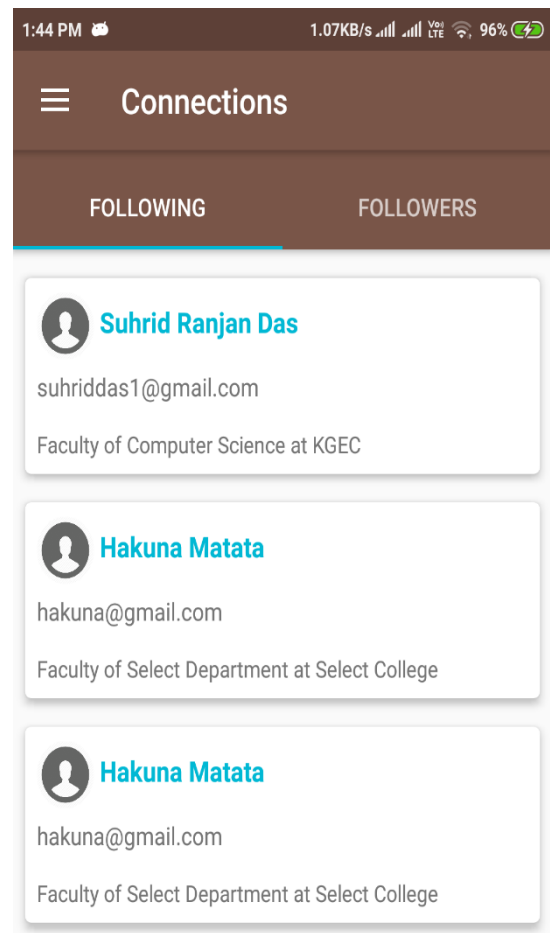 1:44 PM 1.07KB/s Vo) LTE 96%
Connections
FOLLOWING FOLLOWERS
Suhrid Ranjan Das
suhriddas1@gmail.com
Faculty of Computer Science at KGEC
Hakuna Matata
hakuna@gmail.com
Faculty of Select Department at Select College
Hakuna Matata
hakuna@gmail.com
Faculty of Select Department at Select College